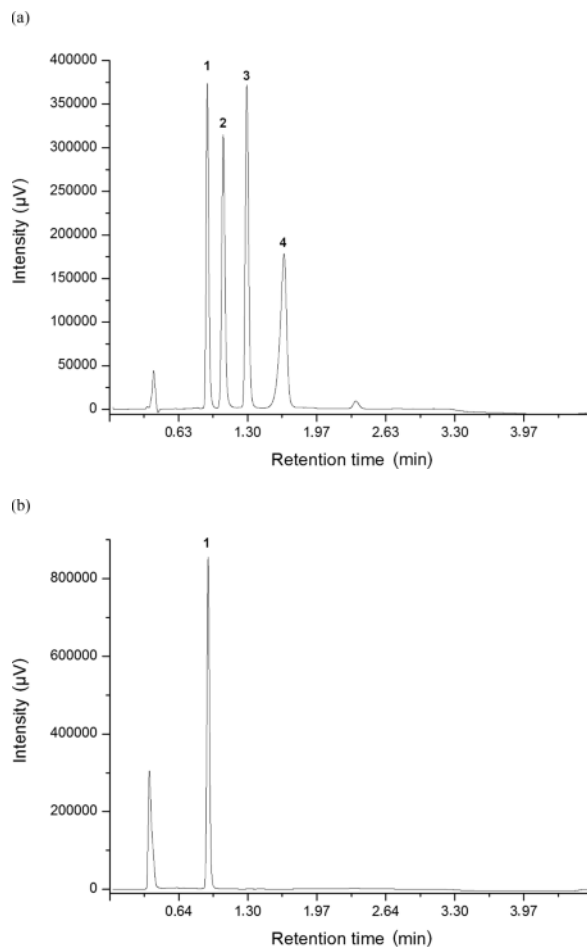 (a)
400000
350000
300000
250000
200000
150000
100000
50000
0
Intensity (µV)
1
2
3
4
0.63 1.30 1.97 2.63 3.30 3.97
Retention time (min)
(b)
800000
600000
400000
200000
0
Intensity (µV)
1
0.64 1.30 1.97 2.64 3.30 3.97
Retention time (min)